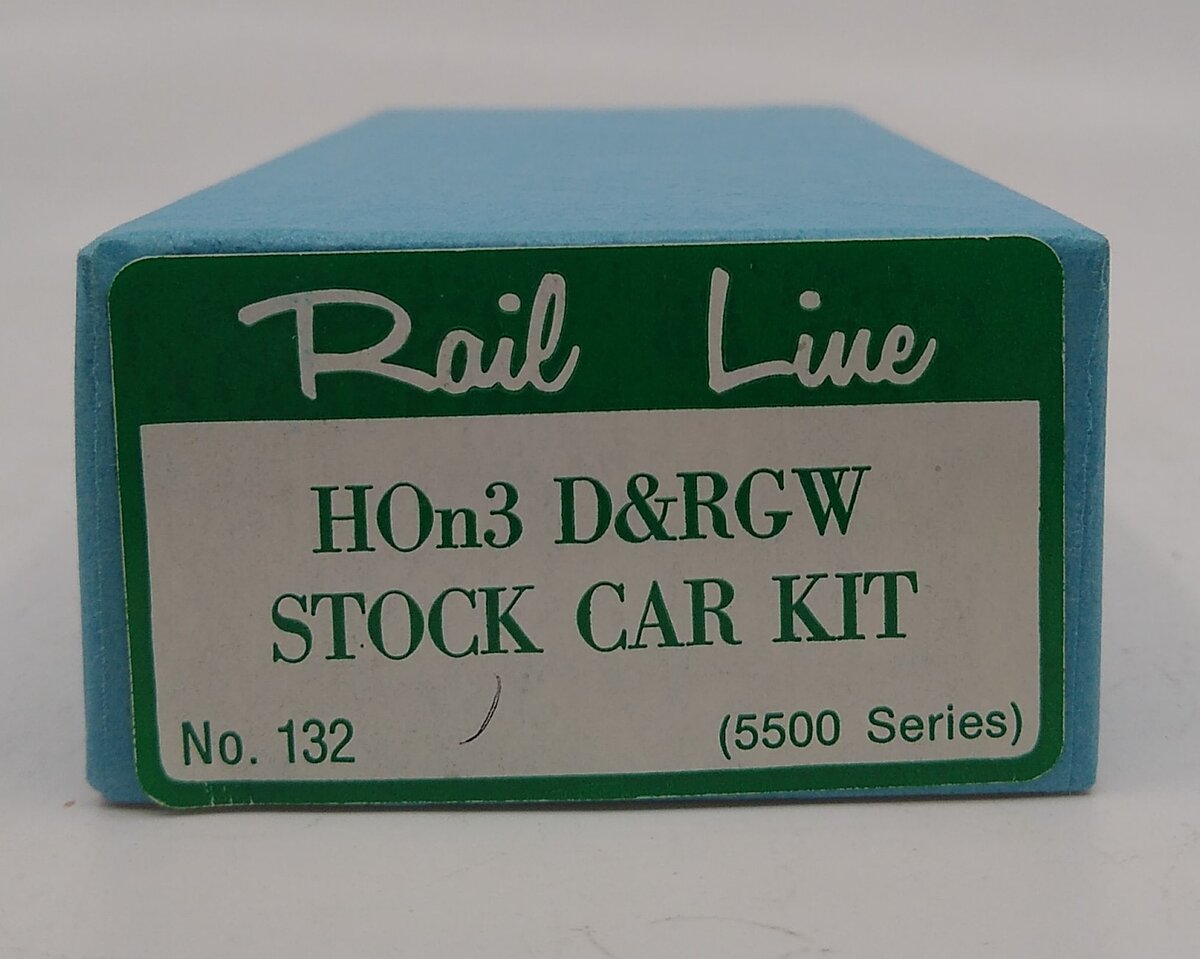 Rail Line
HOn3 D&RGW
STOCK CAR KIT
No. 132 (5500 Series)